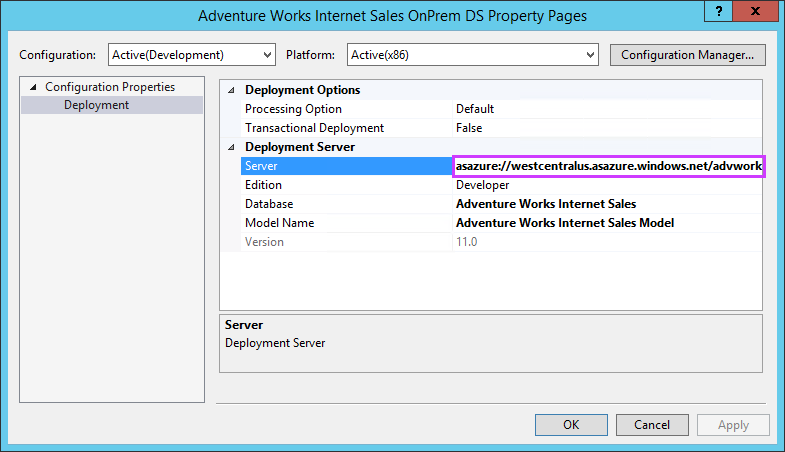 Adventure Works Internet Sales OnPrem DS Property Pages
? X
Configuration: Active(Development) Platform: Active(x86) Configuration Manager...
Configuration Properties
Deployment
Deployment Options
Processing Option Default
Transactional Deployment False
Deployment Server
Server asazure://westcentralus.asazure.windows.net/advwork
Edition Developer
Database Adventure Works Internet Sales
Model Name Adventure Works Internet Sales Model
Version 11.0
Server
Deployment Server
OK Cancel Apply